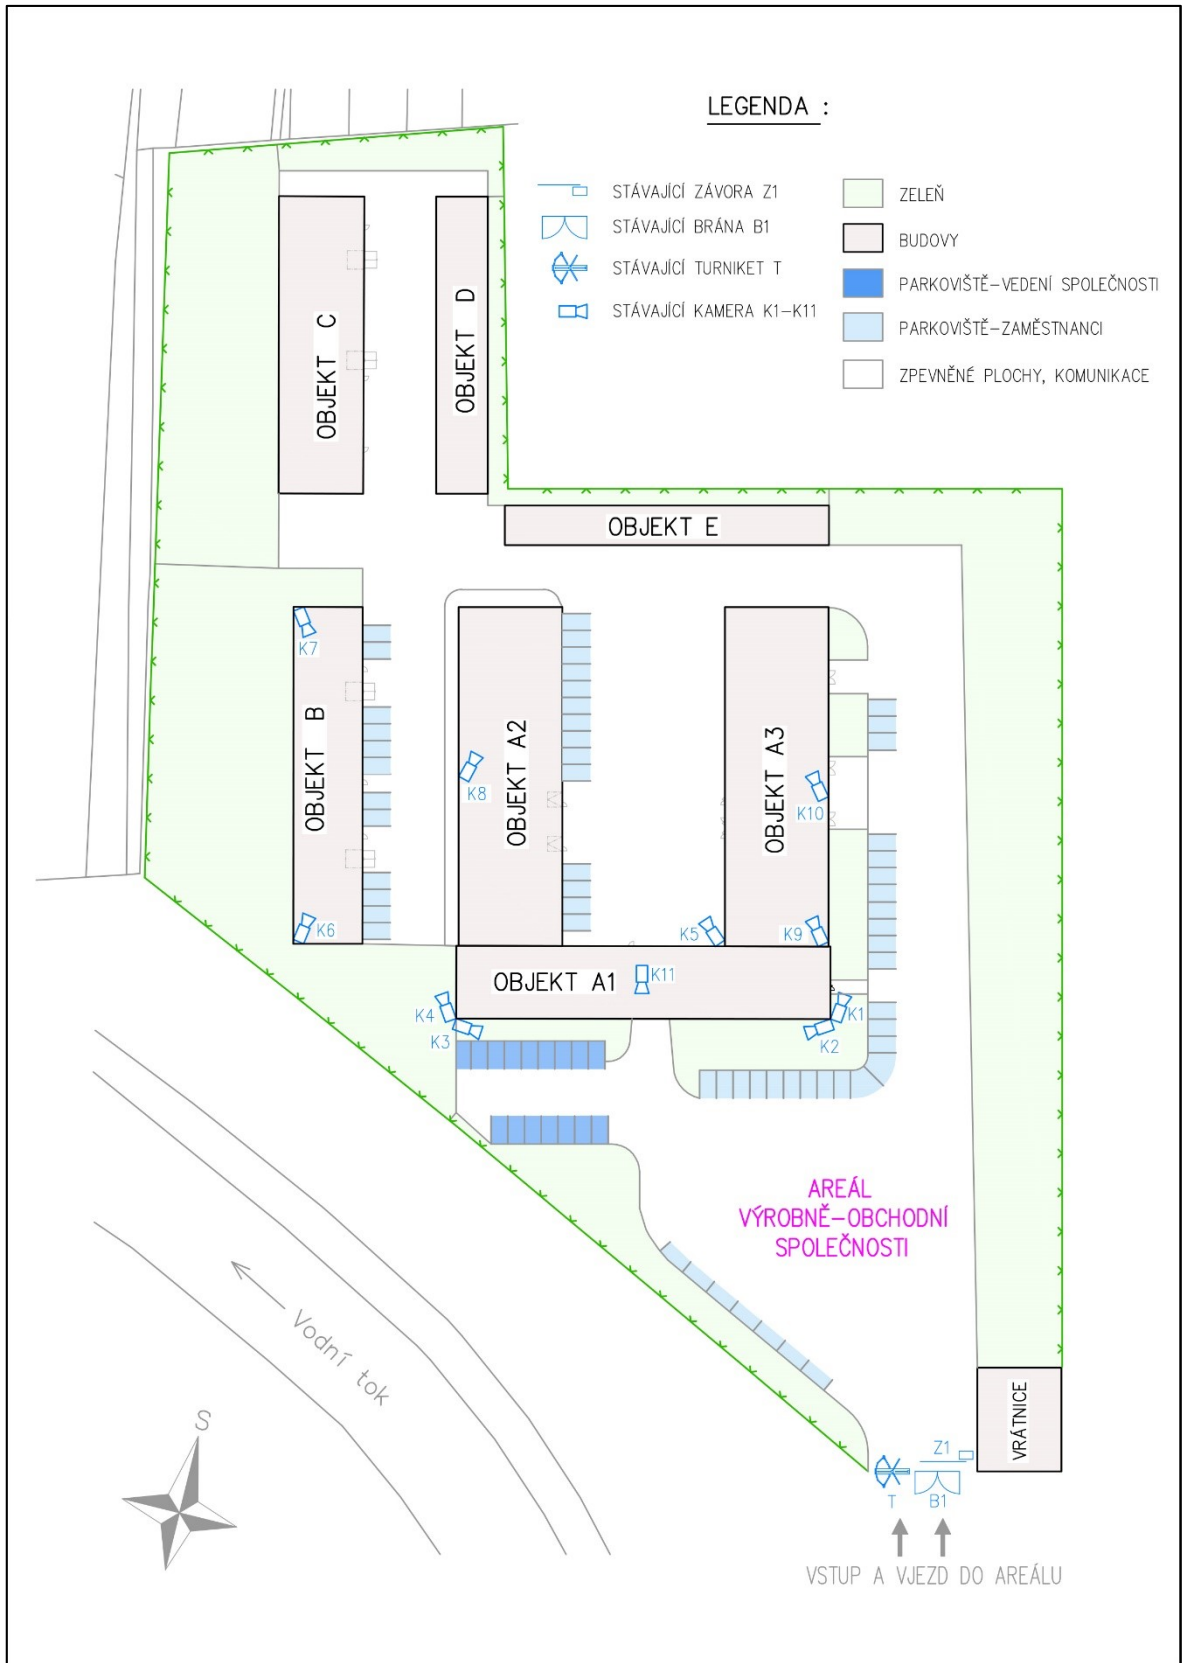 LEGENDA :
STÁVAJÍCÍ ZÁVORA Z1
STÁVAJÍCÍ BRÁNA B1
STÁVAJÍCÍ TURNIKET T
STÁVAJÍCÍ KAMERA K1-K11
ZELEŇ
BUDOVY
PARKOVIŠTĚ-VEDENÍ SPOLEČNOSTI
PARKOVIŠTĚ-ZAMĚSTNANCI
ZPEVNĚNÉ PLOCHY, KOMUNIKACE
OBJEKT C
OBJEKT D
OBJEKT E
K7
OBJEKT B
OBJEKT A2
OBJEKT A3
K8
K10
K6
K5
K9
OBJEKT A1
K11
K4
K3
K1
K2
AREÁL
VÝROBNĚ-OBCHODNÍ
SPOLEČNOSTI
Vodní tok
S
VRÁTNICE
Z1
T
B1
VSTUP A VJEZD DO AREÁLU